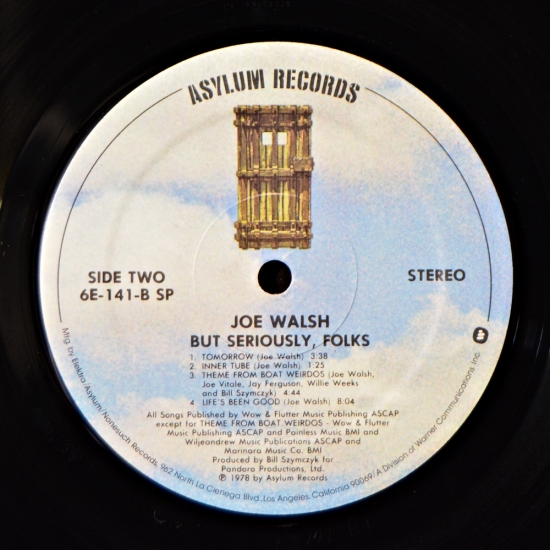 ASYLUM RECORDS
SIDE TWO
6E-141-B SP
STEREO
JOE WALSH
BUT SERIOUSLY, FOLKS
1. TOMORROW (Joe Walsh) 3:38
2. INNER TUBE (Joe Walsh) 1:25
3. THEME FROM BOAT WEIRDOS (Joe Walsh,
Joe Vitale, Jay Ferguson, Willie Weeks
and Bill Szymczyk) 4:44
4. LIFE'S BEEN GOOD (Joe Walsh) 8:04
All Songs Published by Wow & Flutter Music Publishing ASCAP
except for THEME FROM BOAT WEIRDOS - Wow & Flutter
Music Publishing ASCAP and Painless Music BMI and
Wiljeandrew Music Publications ASCAP and
Marinara Music Co. BMI
Produced by Bill Szymczyk for
Pandora Productions, Ltd.
℗ 1978 by Asylum Records
Mfg. by Elektra/Asylum/Nonesuch Records, 962 North La Cienega Blvd., Los Angeles, California 90069/A Division of Warner Communications Inc.